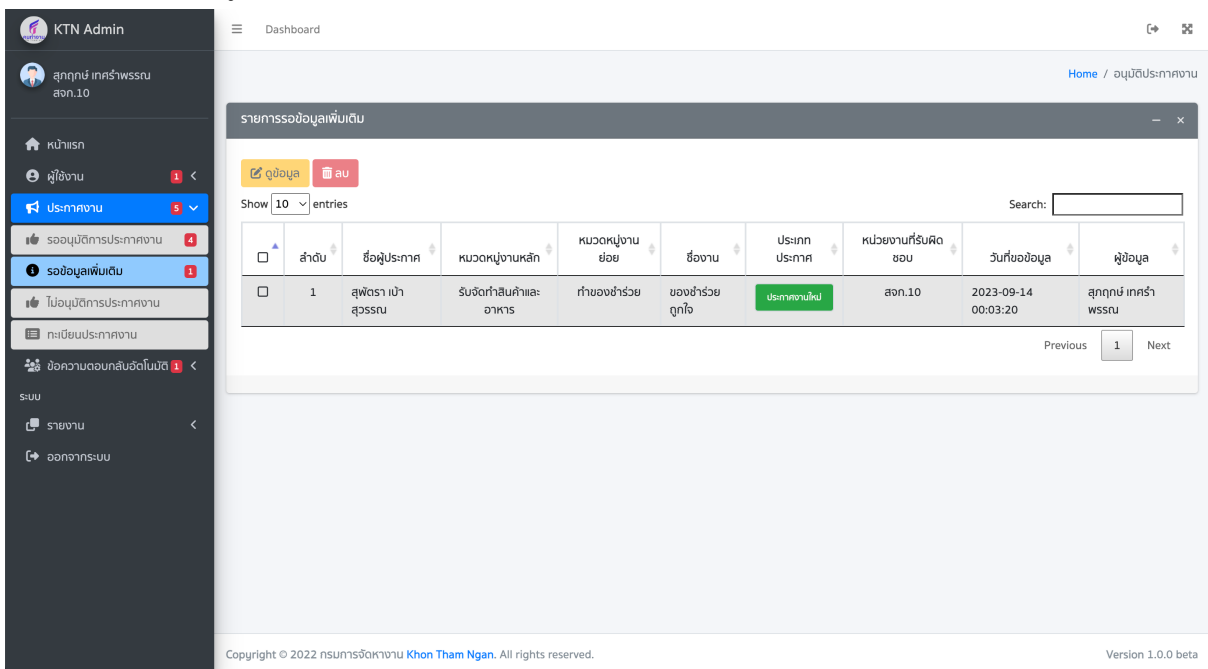 KTN Admin
Dashboard
สุกฤกษ์ เทศรำพรรณ
สจก.10
Home / อนุมัติประกาศงาน
รายการรอข้อมูลเพิ่มเติม
หน้าแรก
ผู้ใช้งาน 1
ประกาศงาน 5
รออนุมัติการประกาศงาน 4
รอข้อมูลเพิ่มเติม 1
ไม่อนุมัติการประกาศงาน
ทะเบียนประกาศงาน
ข้อความตอบกลับอัตโนมัติ 1
ระบบ
รายงาน
ออกจากระบบ
ดูข้อมูล ลบ
Show 10 entries
Search:
ลำดับ ชื่อผู้ประกาศ หมวดหมู่งานหลัก หมวดหมู่งานย่อย ชื่องาน ประเภทประกาศ หน่วยงานที่รับผิดชอบ วันที่ขอข้อมูล ผู้ข้อมูล
1 สุพัตรา เบ้า รับจัดทำสินค้าและ ทำของชำร่วย ของชำร่วย ประกาศงานใหม่ สจก.10 2023-09-14 สุกฤกษ์ เทศรำ
สุวรรณ อาหาร ถูกใจ 00:03:20 พรรณ
Previous 1 Next
Copyright © 2022 กรมการจัดหางาน Khon Tham Ngan. All rights reserved.
Version 1.0.0 beta